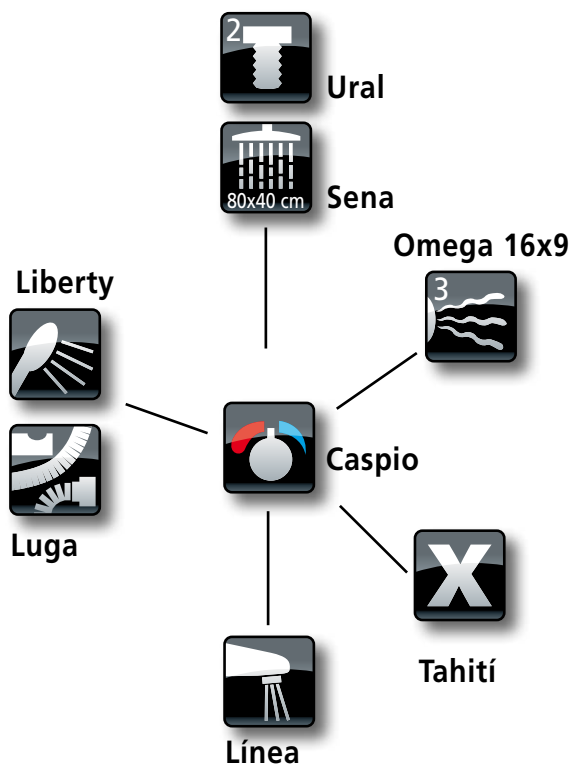 2
Ural
80x40 cm
Sena
Omega 16x9
3
Liberty
Caspio
Luga
X
Tahití
Línea